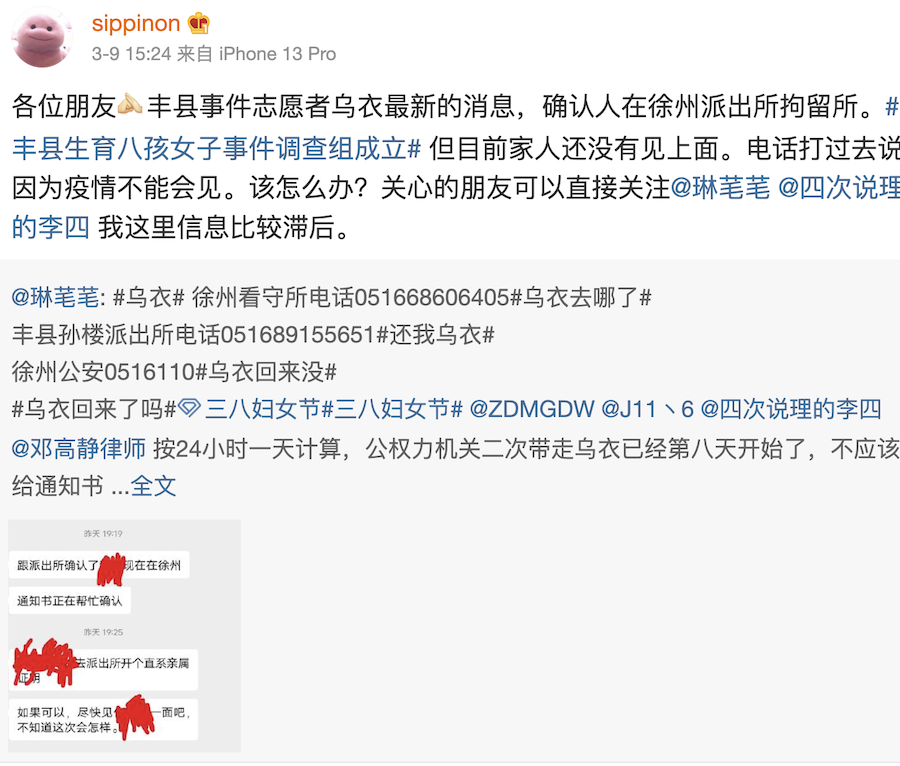 sippinon
3-9 15:24 来自 iPhone 13 Pro
各位朋友🙏🏻丰县事件志愿者乌衣最新的消息，确认人在徐州派出所拘留所。#
丰县生育八孩女子事件调查组成立# 但目前家人还没有见上面。电话打过去说
因为疫情不能会见。该怎么办？关心的朋友可以直接关注@琳芼芼 @四次说理
的李四 我这里信息比较滞后。
@琳芼芼: #乌衣# 徐州看守所电话051668606405#乌衣去哪了#
丰县孙楼派出所电话051689155651#还我乌衣#
徐州公安0516110#乌衣回来没#
#乌衣回来了吗#三八妇女节#三八妇女节# @ZDMGDW @J11丶6 @四次说理的李四
@邓高静律师 按24小时一天计算，公权力机关二次带走乌衣已经第八天开始了，不应该
给通知书 ...全文
昨天 19:19
跟派出所确认了 现在在徐州
通知书正在帮忙确认
昨天 19:25
去派出所开个直系亲属
证明
如果可以，尽快见 一面吧，
不知道这次会怎样。